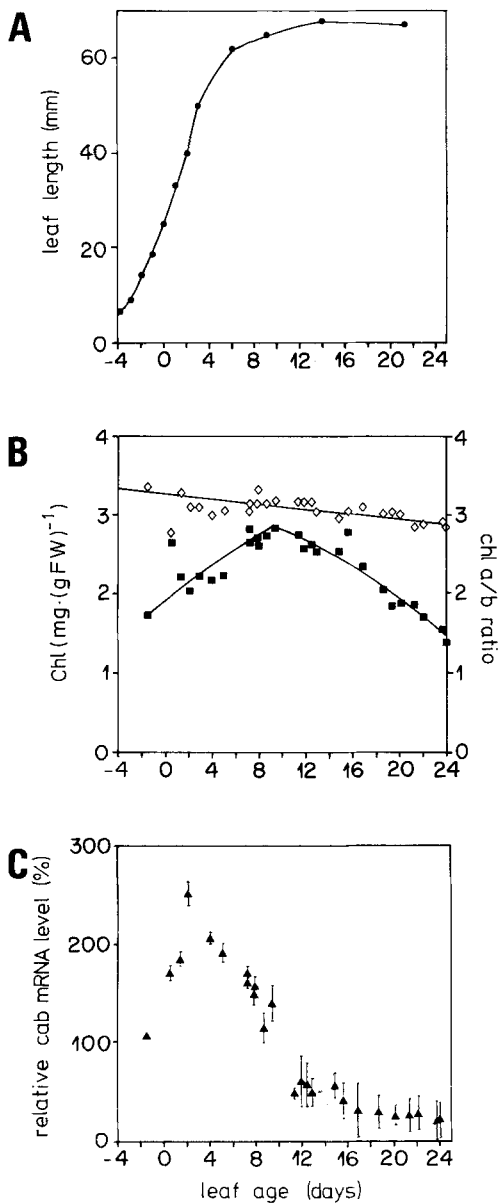 A
leaf length (mm)
60
40
20
0
-4 0 4 8 12 16 20 24
B
Chl (mg·(gFW)⁻¹
chl a/b ratio
4 4
3 3
2 2
1 1
0 0
-4 0 4 8 12 16 20 24
C
relative cab mRNA level (%)
300
200
100
0
-4 0 4 8 12 16 20 24
leaf age (days)